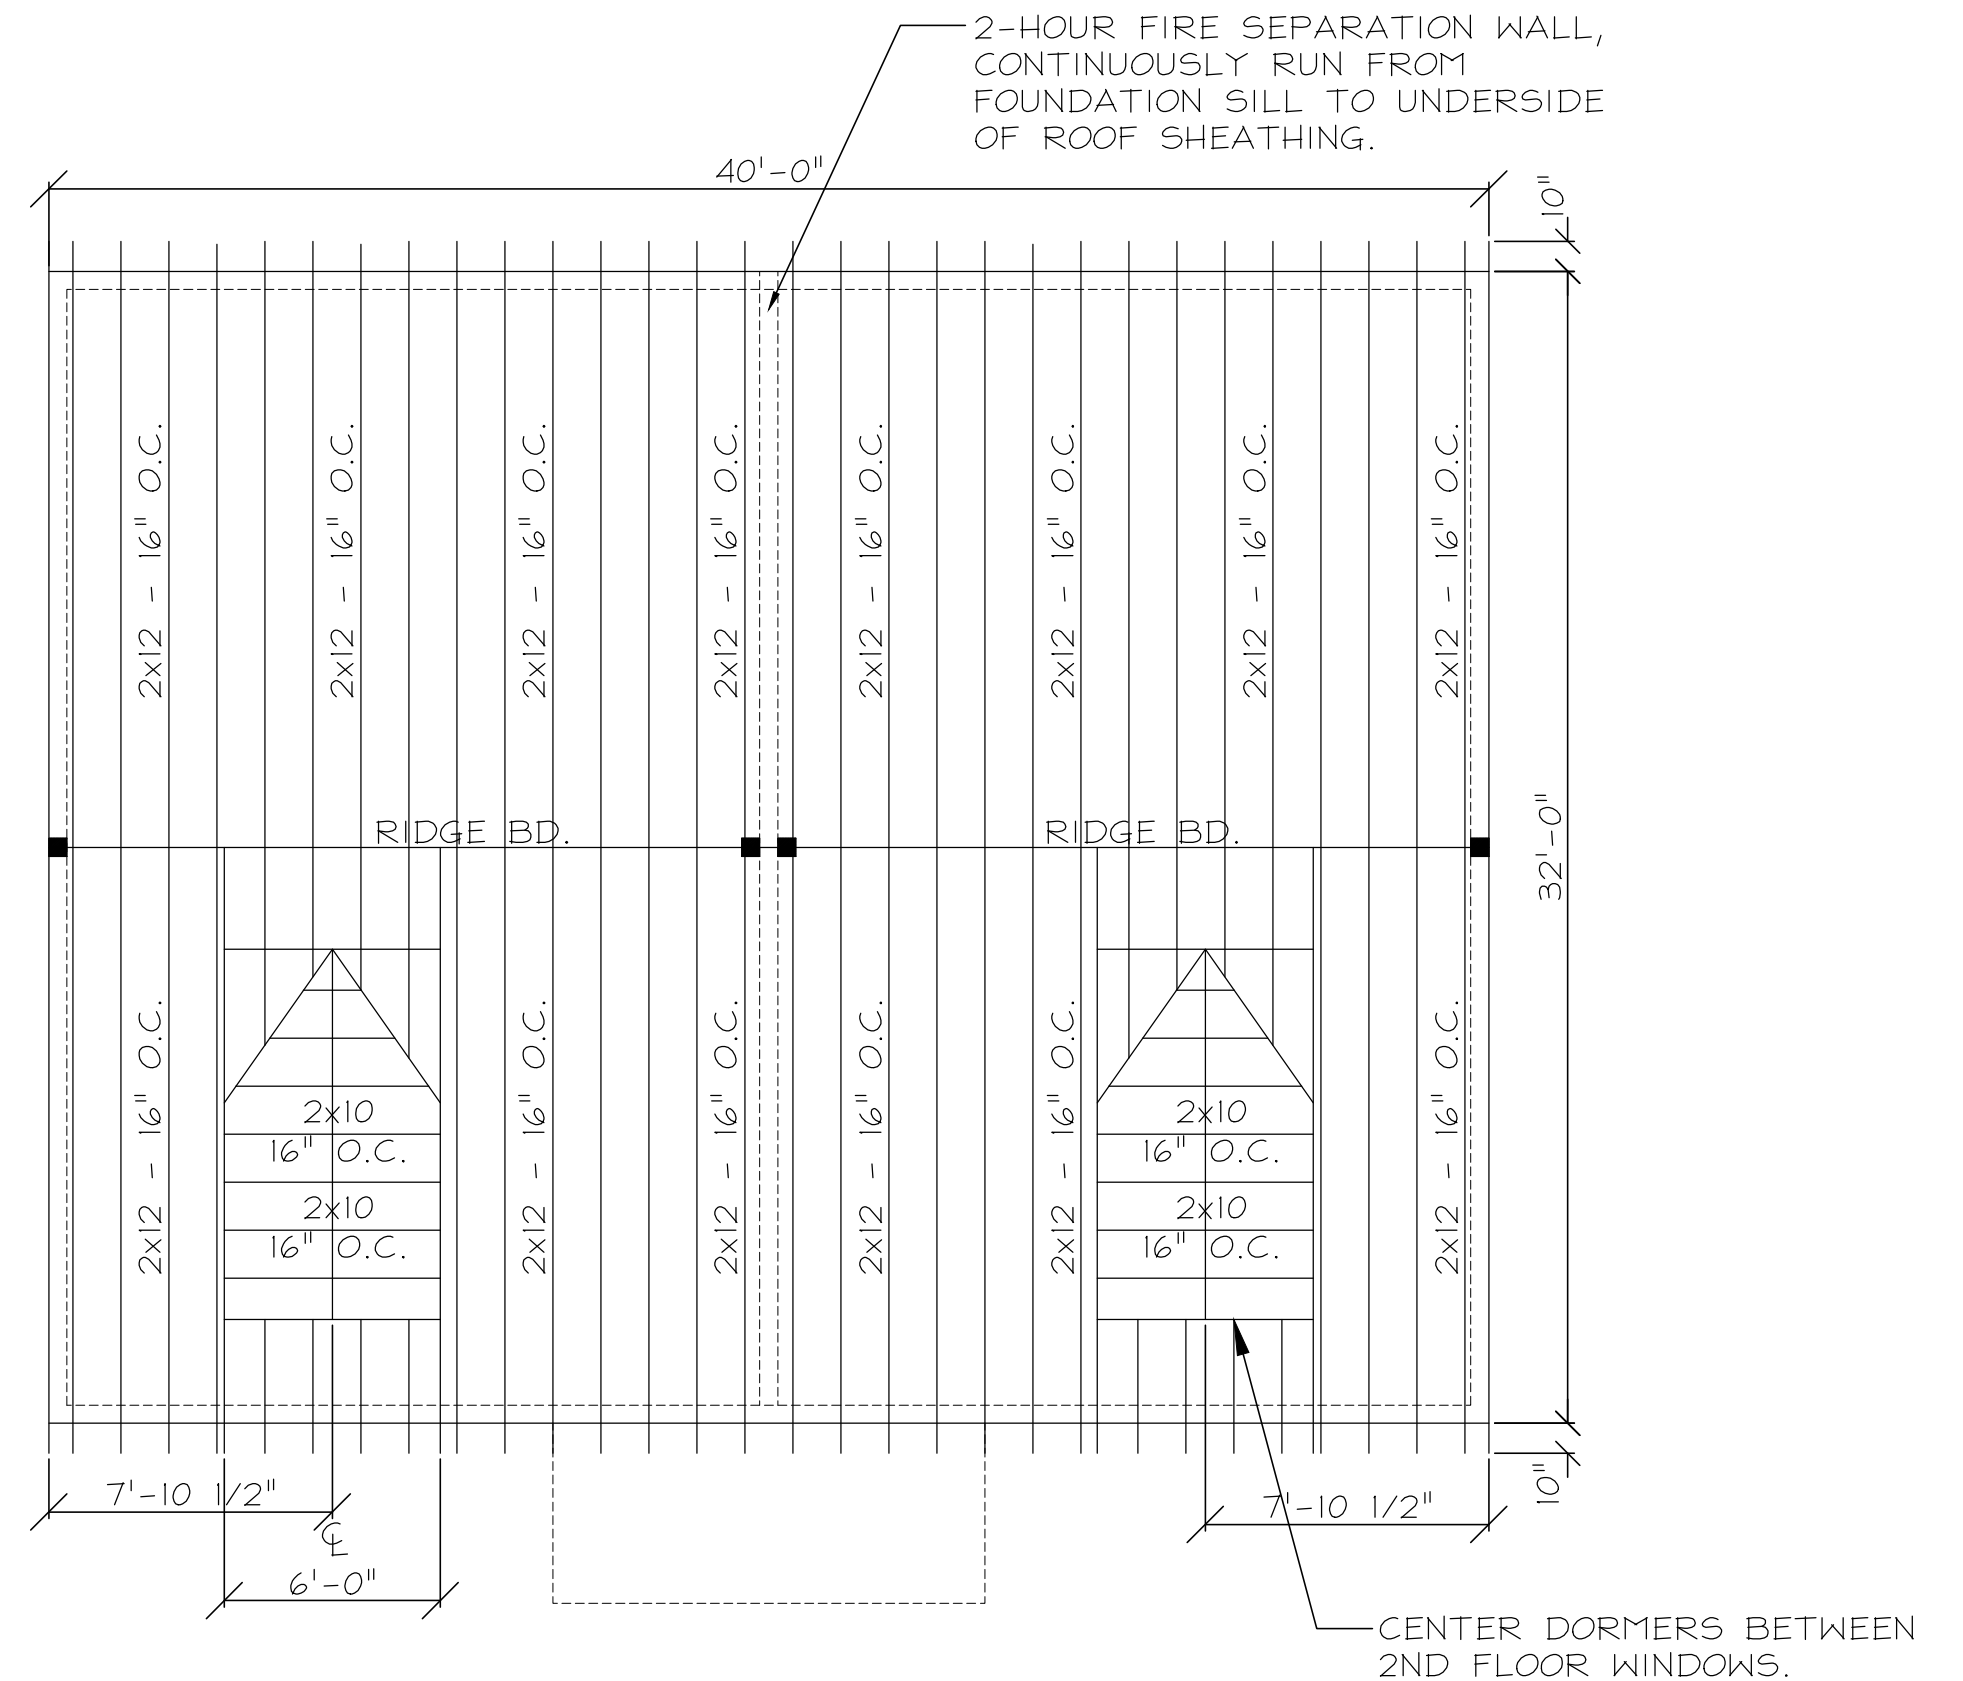 2-HOUR FIRE SEPARATION WALL,
CONTINUOUSLY RUN FROM
FOUNDATION SILL TO UNDERSIDE
OF ROOF SHEATHING.
40'-0"
10"
2x12 - 16" O.C.
2x12 - 16" O.C.
2x12 - 16" O.C.
2x12 - 16" O.C.
2x12 - 16" O.C.
2x12 - 16" O.C.
2x12 - 16" O.C.
2x12 - 16" O.C.
RIDGE BD.
RIDGE BD.
32'-0"
2x12 - 16" O.C.
2x12 - 16" O.C.
2x12 - 16" O.C.
2x12 - 16" O.C.
2x12 - 16" O.C.
2x12 - 16" O.C.
2x10
16" O.C.
2x10
16" O.C.
2x10
16" O.C.
2x10
16" O.C.
7'-10 1/2"
7'-10 1/2"
10"
℄
6'-0"
CENTER DORMERS BETWEEN
2ND FLOOR WINDOWS.